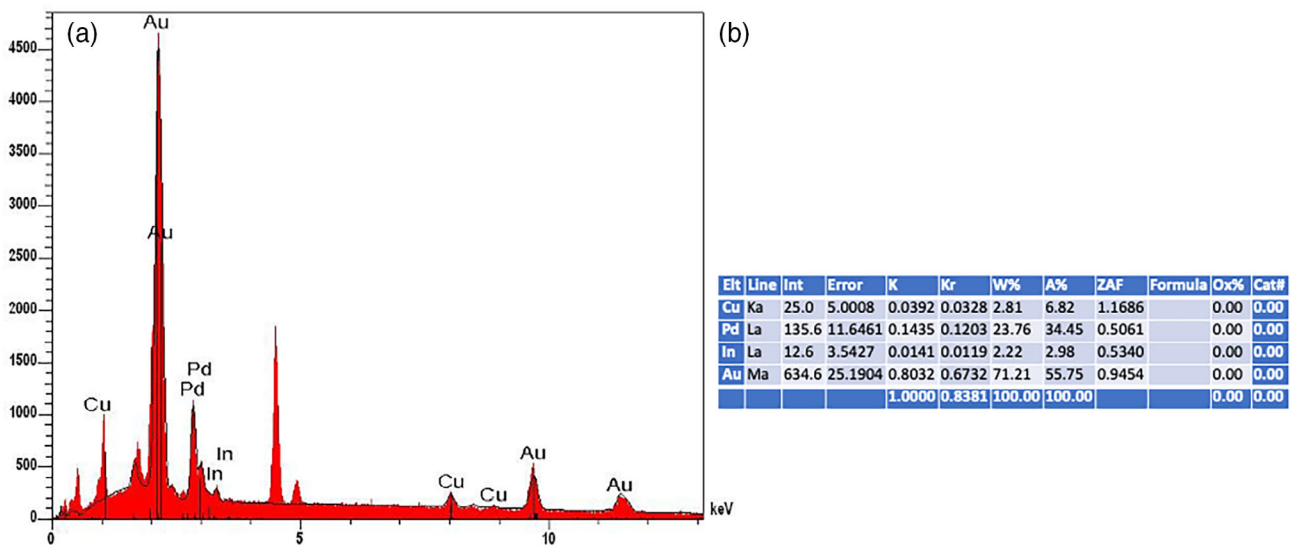 (a)
(b)
Au
4500
4000
3500
3000
2500
2000
1500
1000
500
0
Au
Pd
Pd
Cu
In
In
Cu
Cu
Au
Au
keV
0
5
10
Elt Line Int Error K Kr W% A% ZAF Formula Ox% Cat#
Cu Ka 25.0 5.0008 0.0392 0.0328 2.81 6.82 1.1686 0.00 0.00
Pd La 135.6 11.6461 0.1435 0.1203 23.76 34.45 0.5061 0.00 0.00
In La 12.6 3.5427 0.0141 0.0119 2.22 2.98 0.5340 0.00 0.00
Au Ma 634.6 25.1904 0.8032 0.6732 71.21 55.75 0.9454 0.00 0.00
1.0000 0.8381 100.00 100.00 0.00 0.00